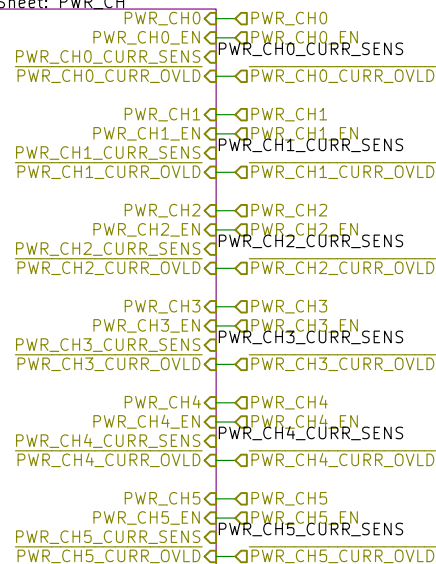 Sheet: PWR_CH
PWR_CH0 PWR_CH0
PWR_CH0_EN PWR_CH0_EN
PWR_CH0_CURR_SENS PWR_CH0_CURR_SENS
PWR_CH0_CURR_OVLD PWR_CH0_CURR_OVLD
PWR_CH1 PWR_CH1
PWR_CH1_EN PWR_CH1_EN
PWR_CH1_CURR_SENS PWR_CH1_CURR_SENS
PWR_CH1_CURR_OVLD PWR_CH1_CURR_OVLD
PWR_CH2 PWR_CH2
PWR_CH2_EN PWR_CH2_EN
PWR_CH2_CURR_SENS PWR_CH2_CURR_SENS
PWR_CH2_CURR_OVLD PWR_CH2_CURR_OVLD
PWR_CH3 PWR_CH3
PWR_CH3_EN PWR_CH3_EN
PWR_CH3_CURR_SENS PWR_CH3_CURR_SENS
PWR_CH3_CURR_OVLD PWR_CH3_CURR_OVLD
PWR_CH4 PWR_CH4
PWR_CH4_EN PWR_CH4_EN
PWR_CH4_CURR_SENS PWR_CH4_CURR_SENS
PWR_CH4_CURR_OVLD PWR_CH4_CURR_OVLD
PWR_CH5 PWR_CH5
PWR_CH5_EN PWR_CH5_EN
PWR_CH5_CURR_SENS PWR_CH5_CURR_SENS
PWR_CH5_CURR_OVLD PWR_CH5_CURR_OVLD